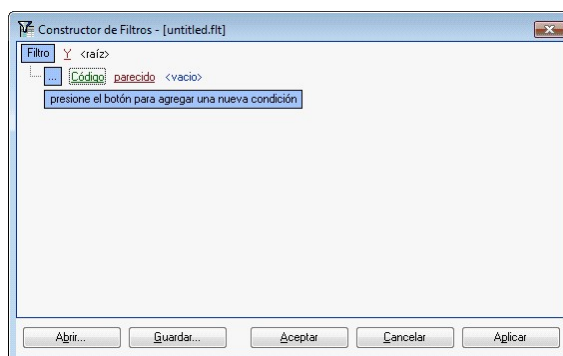 Constructor de Filtros - [untitled.flt]
Filtro Y <raíz>
... Código parecido <vacio>
presione el botón para agregar una nueva condición
Abrir... Guardar... Aceptar Cancelar Aplicar